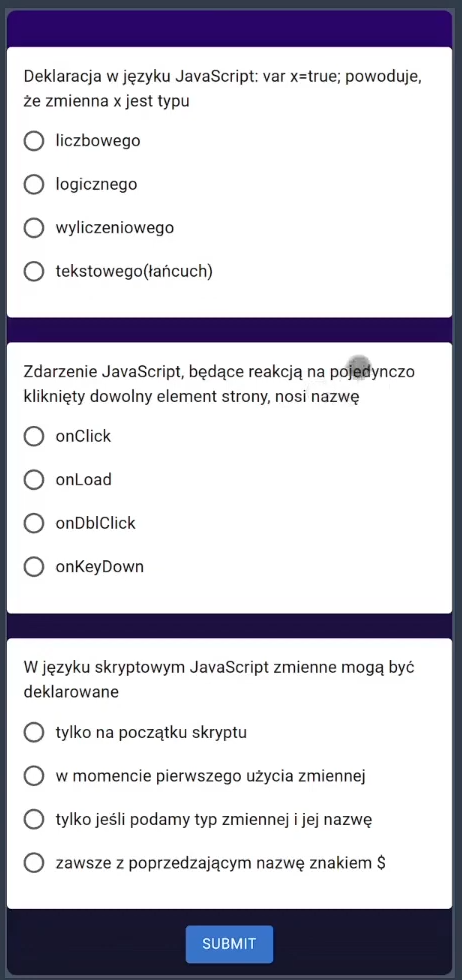 Deklaracja w języku JavaScript: var x=true; powoduje,
że zmienna x jest typu
liczbowego
logicznego
wyliczeniowego
tekstowego(łańcuch)
Zdarzenie JavaScript, będące reakcją na pojedynczo
kliknięty dowolny element strony, nosi nazwę
onClick
onLoad
onDblClick
onKeyDown
W języku skryptowym JavaScript zmienne mogą być
deklarowane
tylko na początku skryptu
w momencie pierwszego użycia zmiennej
tylko jeśli podamy typ zmiennej i jej nazwę
zawsze z poprzedzającym nazwę znakiem $
SUBMIT